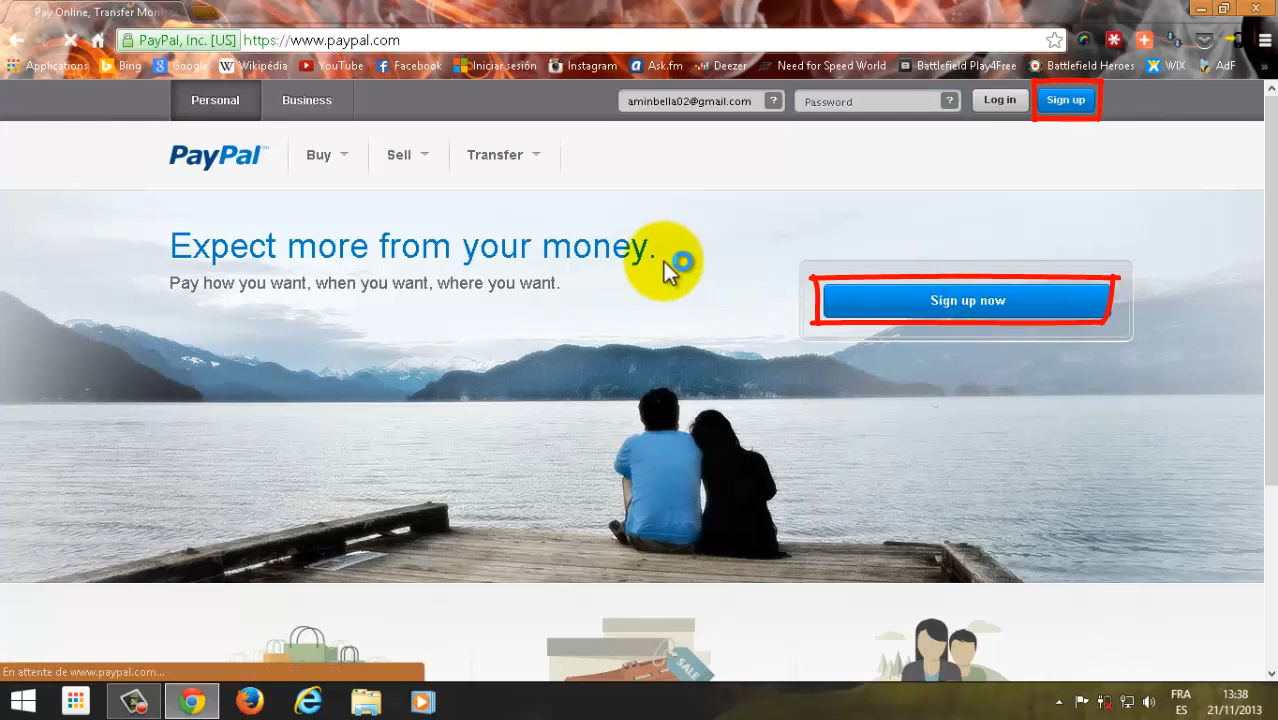 Pay Online, Transfer Mon
PayPal, Inc. [US] https://www.paypal.com
Applications Bing Google Wikipédia YouTube Facebook Iniciar sesión Instagram Ask.fm Deezer Need for Speed World Battlefield Play4Free Battlefield Heroes WIX AdF »
Personal Business aminbella02@gmail.com ? Password ? Log in Sign up
PayPal™ Buy Sell Transfer
Expect more from your money.
Pay how you want, when you want, where you want.
Sign up now
SALE
En attente de www.paypal.com...
FRA 13:38
ES 21/11/2013